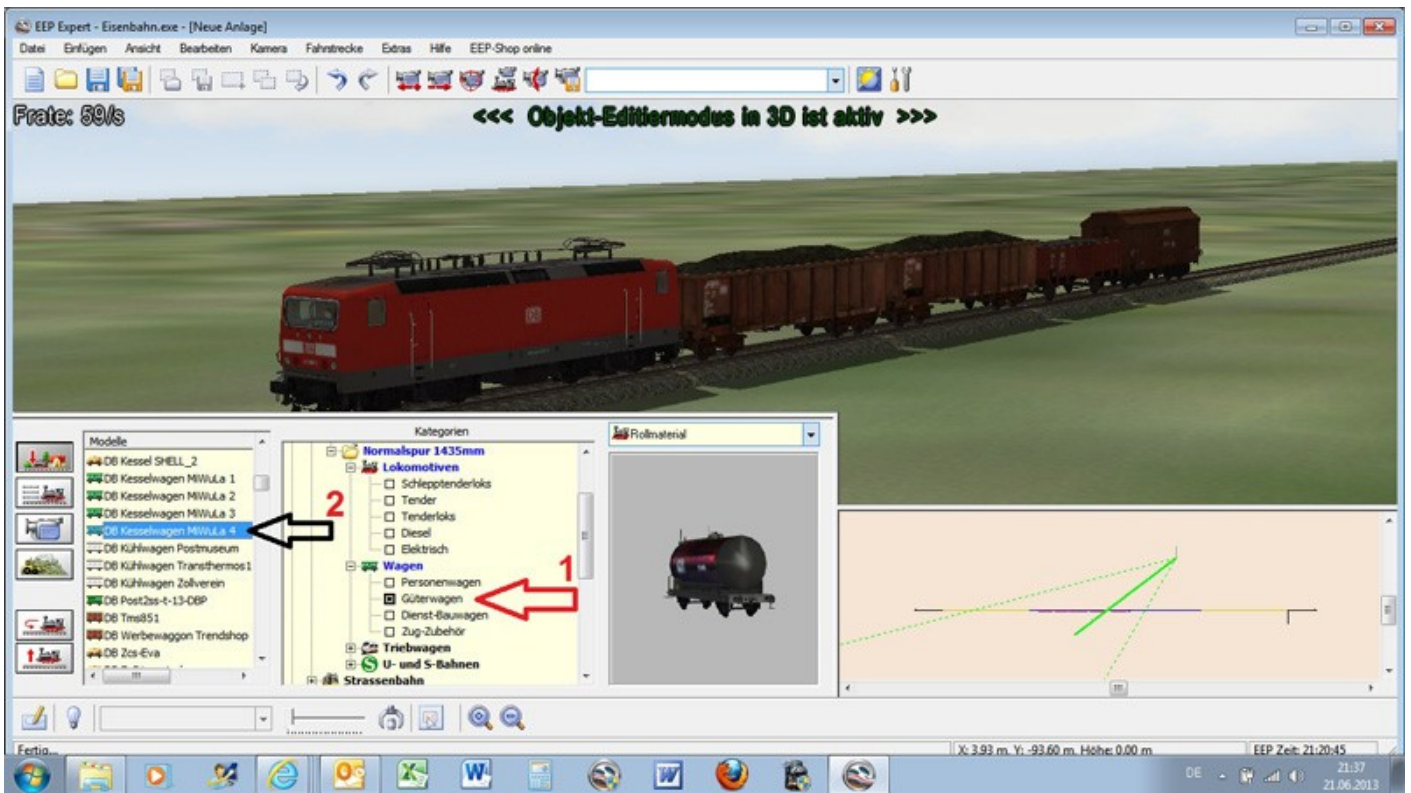 EEP Expert - Eisenbahn.exe - [Neue Anlage]
Datei Einfügen Ansicht Bearbeiten Kamera Fahrstrecke Extras Hilfe EEP-Shop online
Frate: 59/s
<<< Objekt-Editiermodus in 3D ist aktiv >>>
DB
Modelle
DB Kessel SHELL_2
DB Kesselwagen MiWuLa 1
DB Kesselwagen MiWuLa 2
DB Kesselwagen MiWuLa 3
DB Kesselwagen MiWuLa 4
DB Kühlwagen Postmuseum
DB Kühlwagen Transthermos1
DB Kühlwagen Zollverein
DB Post2ss-t-13-DBP
DB Tms851
DB Werbewaggon Trendshop
DB Zcs-Eva
2
Kategorien
Normalspur 1435mm
Lokomotiven
Schlepptenderloks
Tender
Tenderloks
Diesel
Elektrisch
Wagen
Personenwagen
Güterwagen
Dienst-Bauwagen
Zug-Zubehör
Triebwagen
U- und S-Bahnen
Strassenbahn
1
Rollmaterial
Fertig...
X: 3.93 m. Y: -93.60 m. Höhe: 0.00 m
EEP Zeit: 21:20:45
DE
21:37
21.06.2013